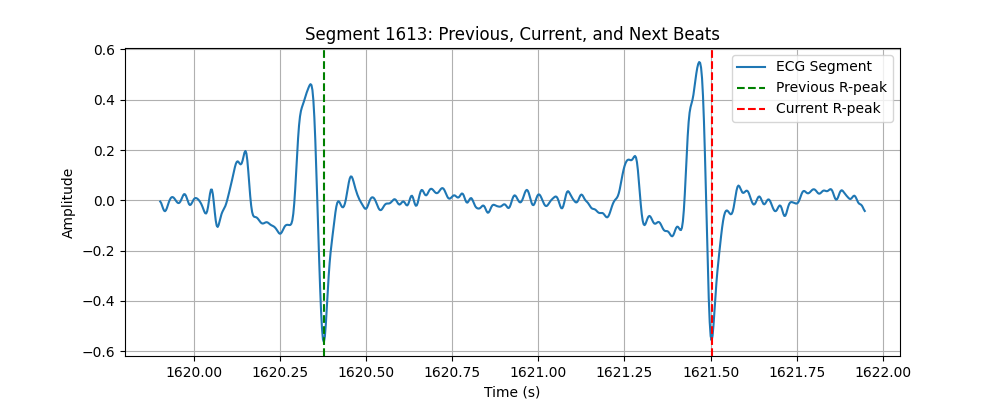 Segment 1613: Previous, Current, and Next Beats
ECG Segment
Previous R-peak
Current R-peak
Amplitude
0.6
0.4
0.2
0.0
−0.2
−0.4
−0.6
1620.00 1620.25 1620.50 1620.75 1621.00 1621.25 1621.50 1621.75 1622.00
Time (s)